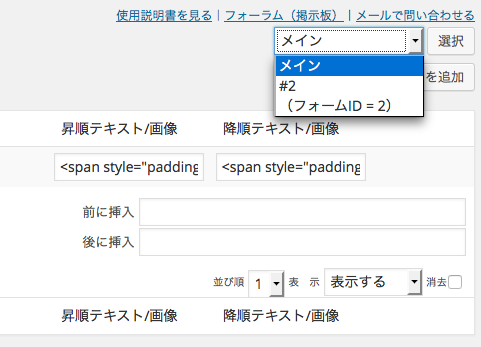 使用説明書を見る | フォーラム（掲示板） | メールで問い合わせる
メイン 選択
メイン
#2
（フォームID = 2）
を追加
昇順テキスト/画像 降順テキスト/画像
<span style="padding <span style="padding
前に挿入
後に挿入
並び順 1 表 示 表示する 消去
昇順テキスト/画像 降順テキスト/画像